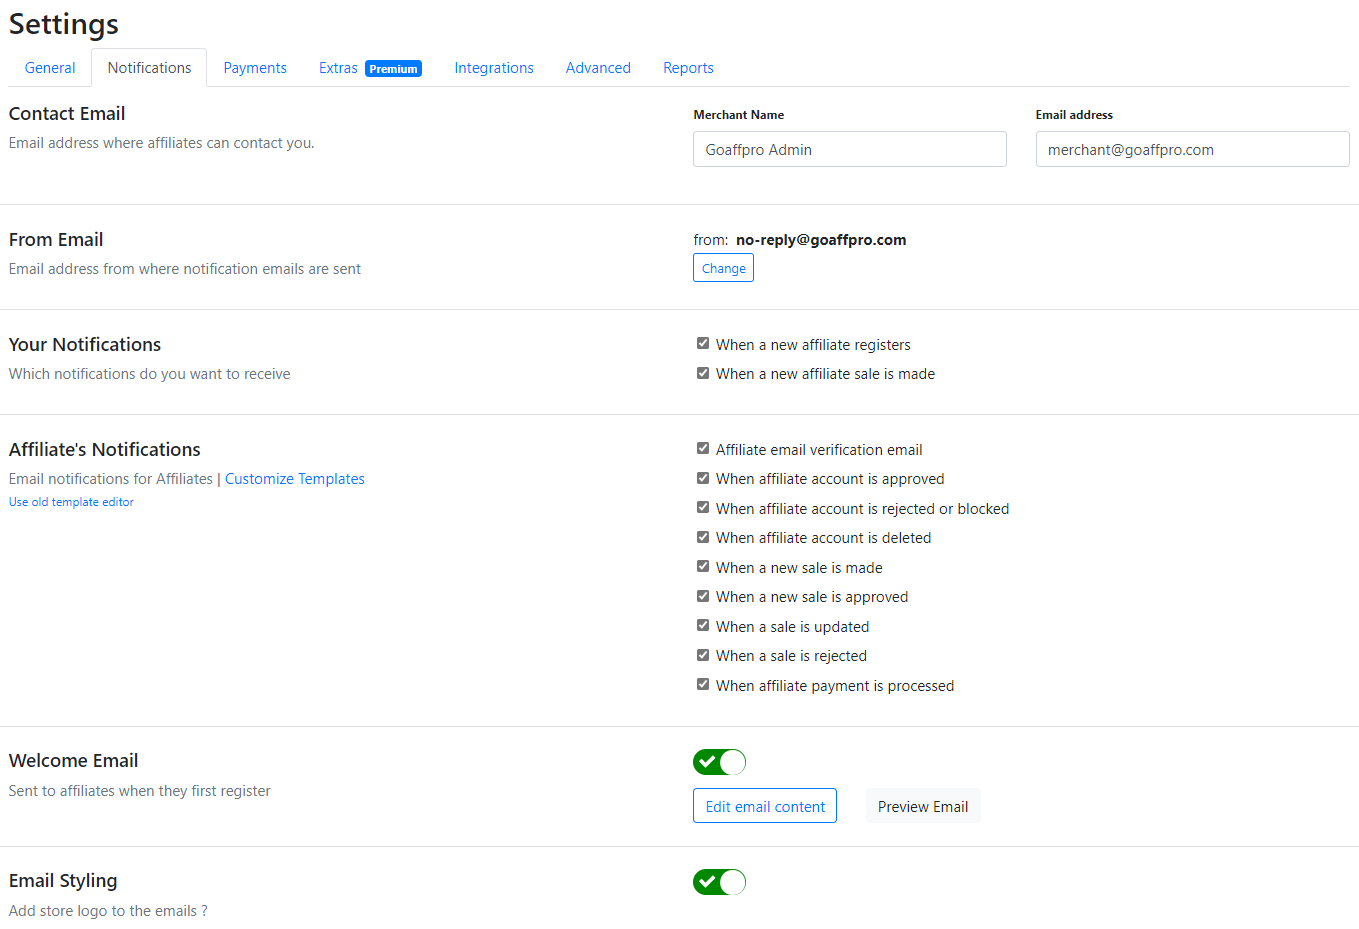 Settings
General Notifications Payments Extras Premium Integrations Advanced Reports
Contact Email
Email address where affiliates can contact you.
Merchant Name
Goaffpro Admin
Email address
merchant@goaffpro.com
From Email
Email address from where notification emails are sent
from: no-reply@goaffpro.com
Change
Your Notifications
Which notifications do you want to receive
When a new affiliate registers
When a new affiliate sale is made
Affiliate's Notifications
Email notifications for Affiliates | Customize Templates
Use old template editor
Affiliate email verification email
When affiliate account is approved
When affiliate account is rejected or blocked
When affiliate account is deleted
When a new sale is made
When a new sale is approved
When a sale is updated
When a sale is rejected
When affiliate payment is processed
Welcome Email
Sent to affiliates when they first register
Edit email content Preview Email
Email Styling
Add store logo to the emails ?